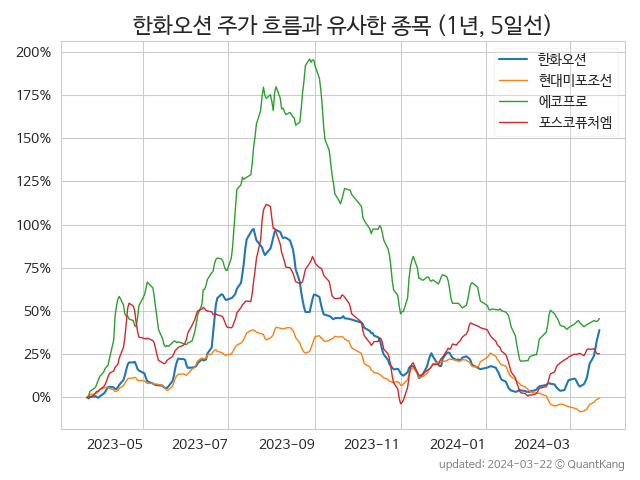 한화오션 주가 흐름과 유사한 종목 (1년, 5일선)
200%
175%
150%
125%
100%
75%
50%
25%
0%
한화오션
현대미포조선
에코프로
포스코퓨처엠
2023-05
2023-07
2023-09
2023-11
2024-01
2024-03
updated: 2024-03-22 © QuantKang